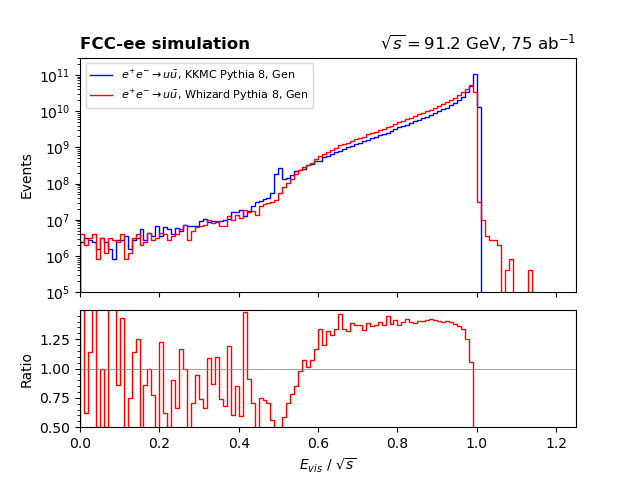 FCC-ee simulation
√s = 91.2 GeV, 75 ab⁻¹
e⁺e⁻ → uū, KKMC Pythia 8, Gen
e⁺e⁻ → uū, Whizard Pythia 8, Gen
Events
10¹¹
10¹⁰
10⁹
10⁸
10⁷
10⁶
10⁵
Ratio
1.25
1.00
0.75
0.50
0.0 0.2 0.4 0.6 0.8 1.0 1.2
E_vis / √s